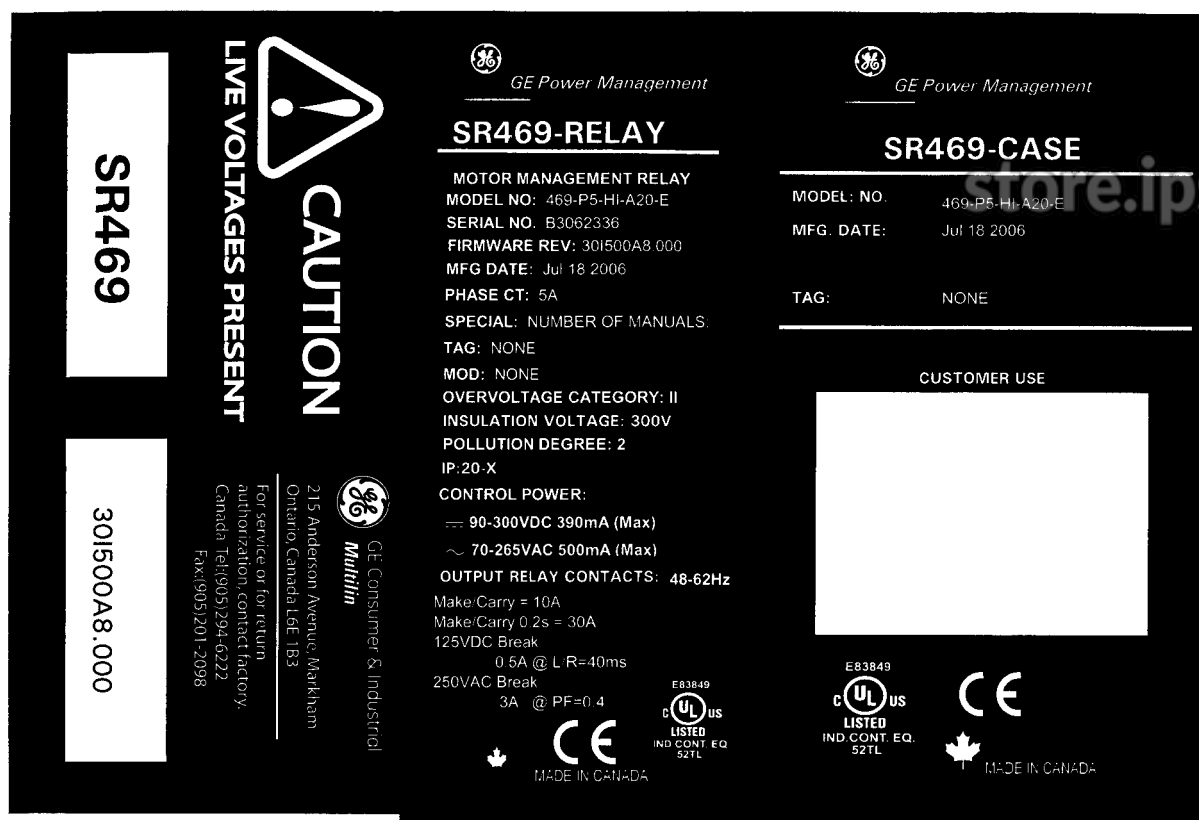 SR469
30I500A8.000
LIVE VOLTAGES PRESENT
CAUTION
GE Consumer & Industrial
Multilin
215 Anderson Avenue, Markham
Ontario, Canada L6E 1B3
For service or for return
authorization, contact factory.
Canada Tel:(905)294-6222
Fax:(905)201-2098
GE Power Management
SR469-RELAY
MOTOR MANAGEMENT RELAY
MODEL NO: 469-P5-HI-A20-E
SERIAL NO. B3062336
FIRMWARE REV: 30I500A8.000
MFG DATE: Jul 18 2006
PHASE CT: 5A
SPECIAL: NUMBER OF MANUALS:
TAG: NONE
MOD: NONE
OVERVOLTAGE CATEGORY: II
INSULATION VOLTAGE: 300V
POLLUTION DEGREE: 2
IP:20-X
CONTROL POWER:
⎓ 90-300VDC 390mA (Max)
~ 70-265VAC 500mA (Max)
OUTPUT RELAY CONTACTS: 48-62Hz
Make/Carry = 10A
Make/Carry 0.2s = 30A
125VDC Break
0.5A @ L/R=40ms
250VAC Break
3A @ PF=0.4
E83849
C UL US
LISTED
IND.CONT. EQ
52TL
CE
MADE IN CANADA
GE Power Management
SR469-CASE
MODEL: NO. 469-P5-HI-A20-E
MFG. DATE: Jul 18 2006
TAG: NONE
CUSTOMER USE
E83849
C UL US
LISTED
IND.CONT. EQ.
52TL
CE
MADE IN CANADA
store.ip